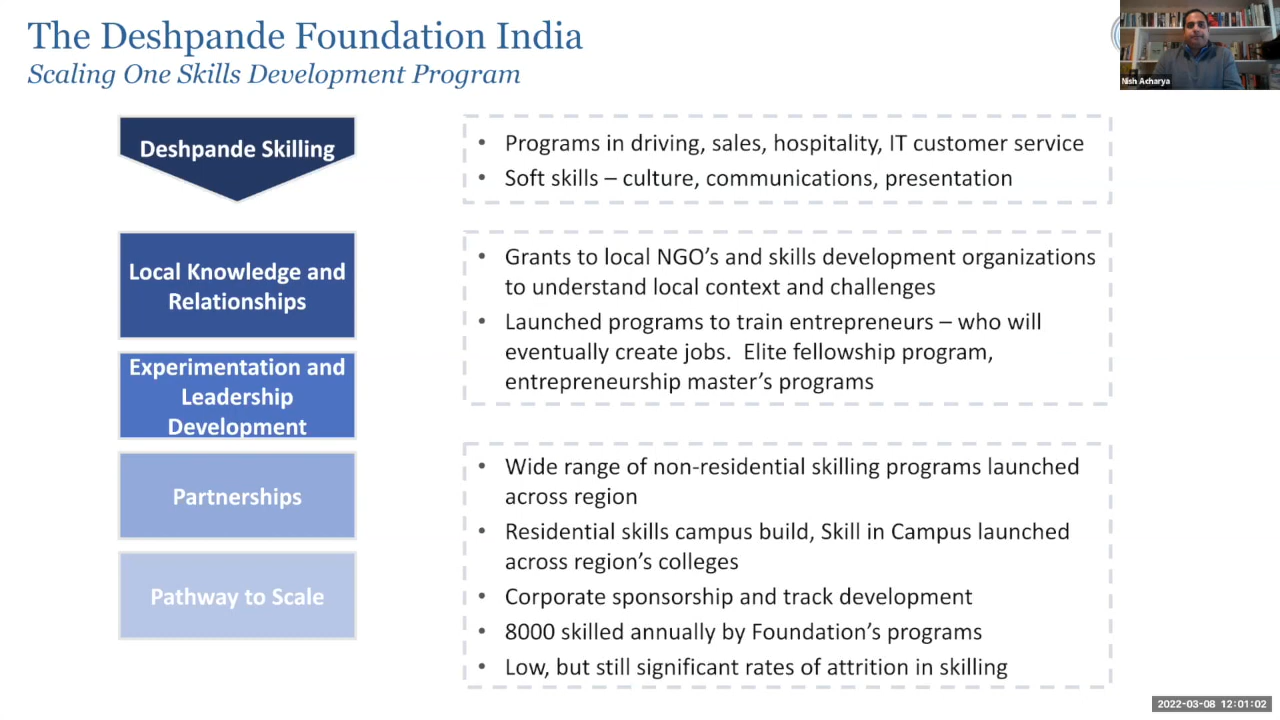 The Deshpande Foundation India
Scaling One Skills Development Program
Nish Acharya
Deshpande Skilling
• Programs in driving, sales, hospitality, IT customer service
• Soft skills – culture, communications, presentation
Local Knowledge and
Relationships
• Grants to local NGO’s and skills development organizations
to understand local context and challenges
• Launched programs to train entrepreneurs – who will
eventually create jobs.  Elite fellowship program,
entrepreneurship master’s programs
Experimentation and
Leadership
Development
Partnerships
Pathway to Scale
• Wide range of non-residential skilling programs launched
across region
• Residential skills campus build, Skill in Campus launched
across region’s colleges
• Corporate sponsorship and track development
• 8000 skilled annually by Foundation’s programs
• Low, but still significant rates of attrition in skilling
2022-03-08 12:01:02